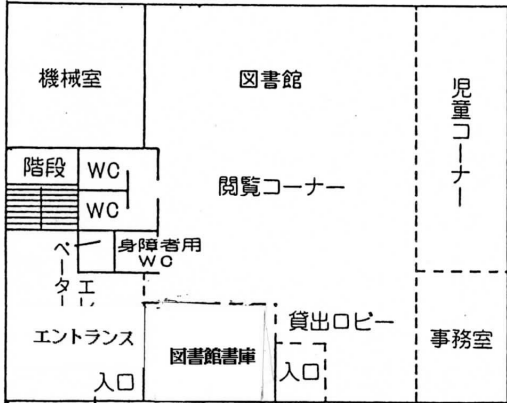 機械室
図書館
児童コーナー
階段
WC
WC
閲覧コーナー
身障者用
WC
エレ
ベーター
エントランス
図書館書庫
貸出ロビー
事務室
入口
入口